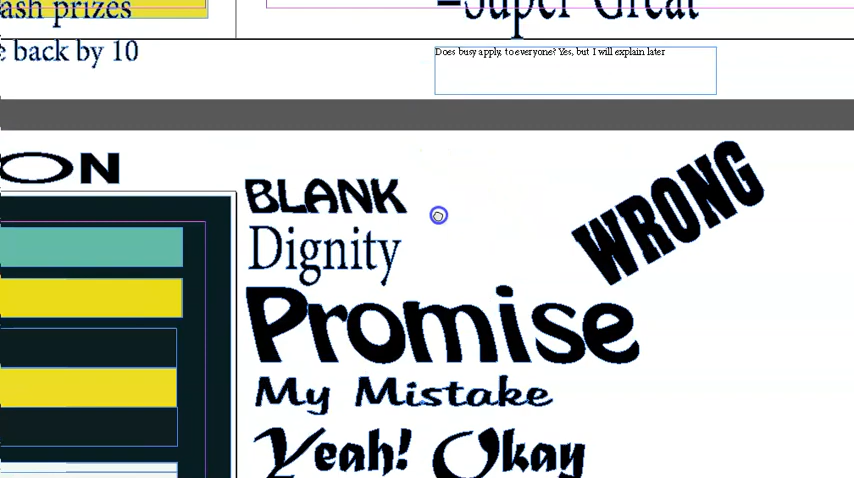 ash prizes
=Super Great
back by 10
Does busy apply, to everyone? Yes, but I will explain later
ON
BLANK
WRONG
Dignity
Promise
My Mistake
Yeah! Okay